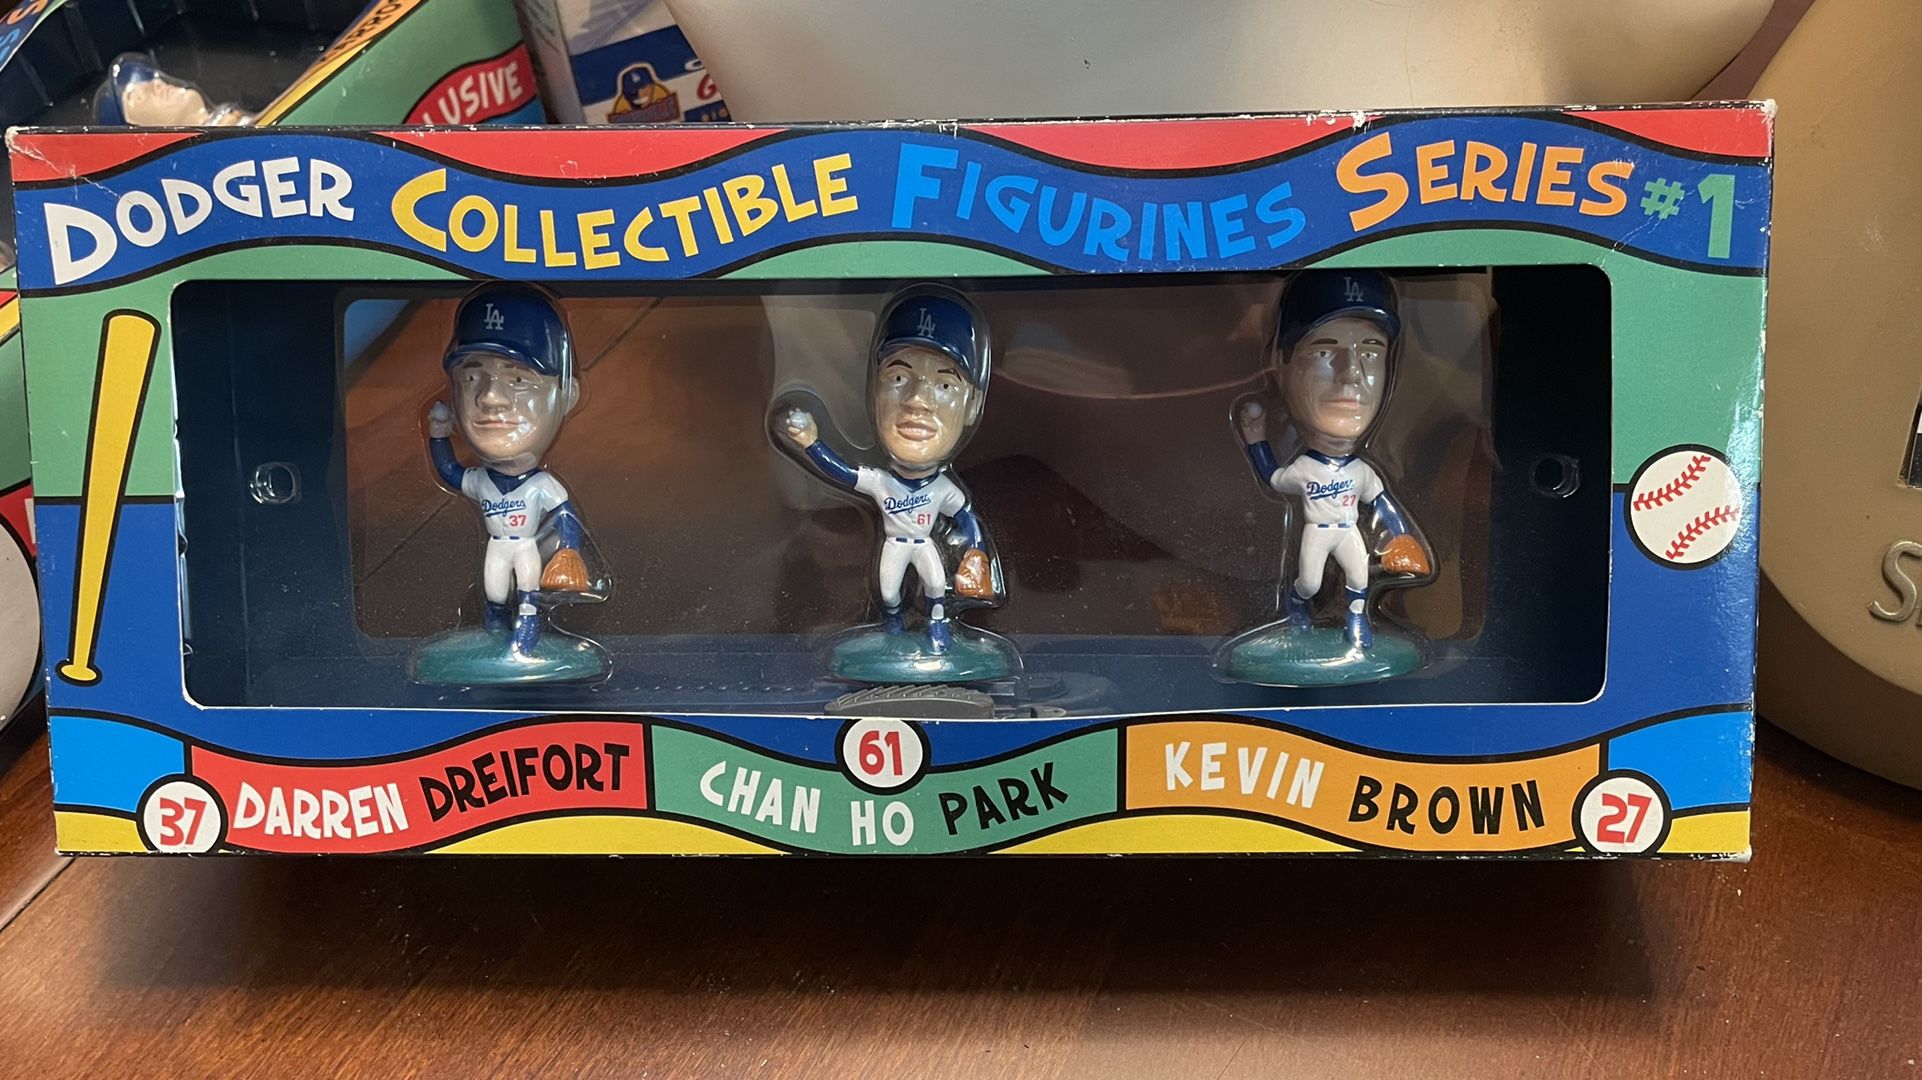 LUSIVE
DODGER COLLECTIBLE FIGURINES SERIES #1
LA
LA
LA
Dodgers
37
Dodgers
61
Dodgers
27
61
37 DARREN DREIFORT
CHAN HO PARK
KEVIN BROWN 27